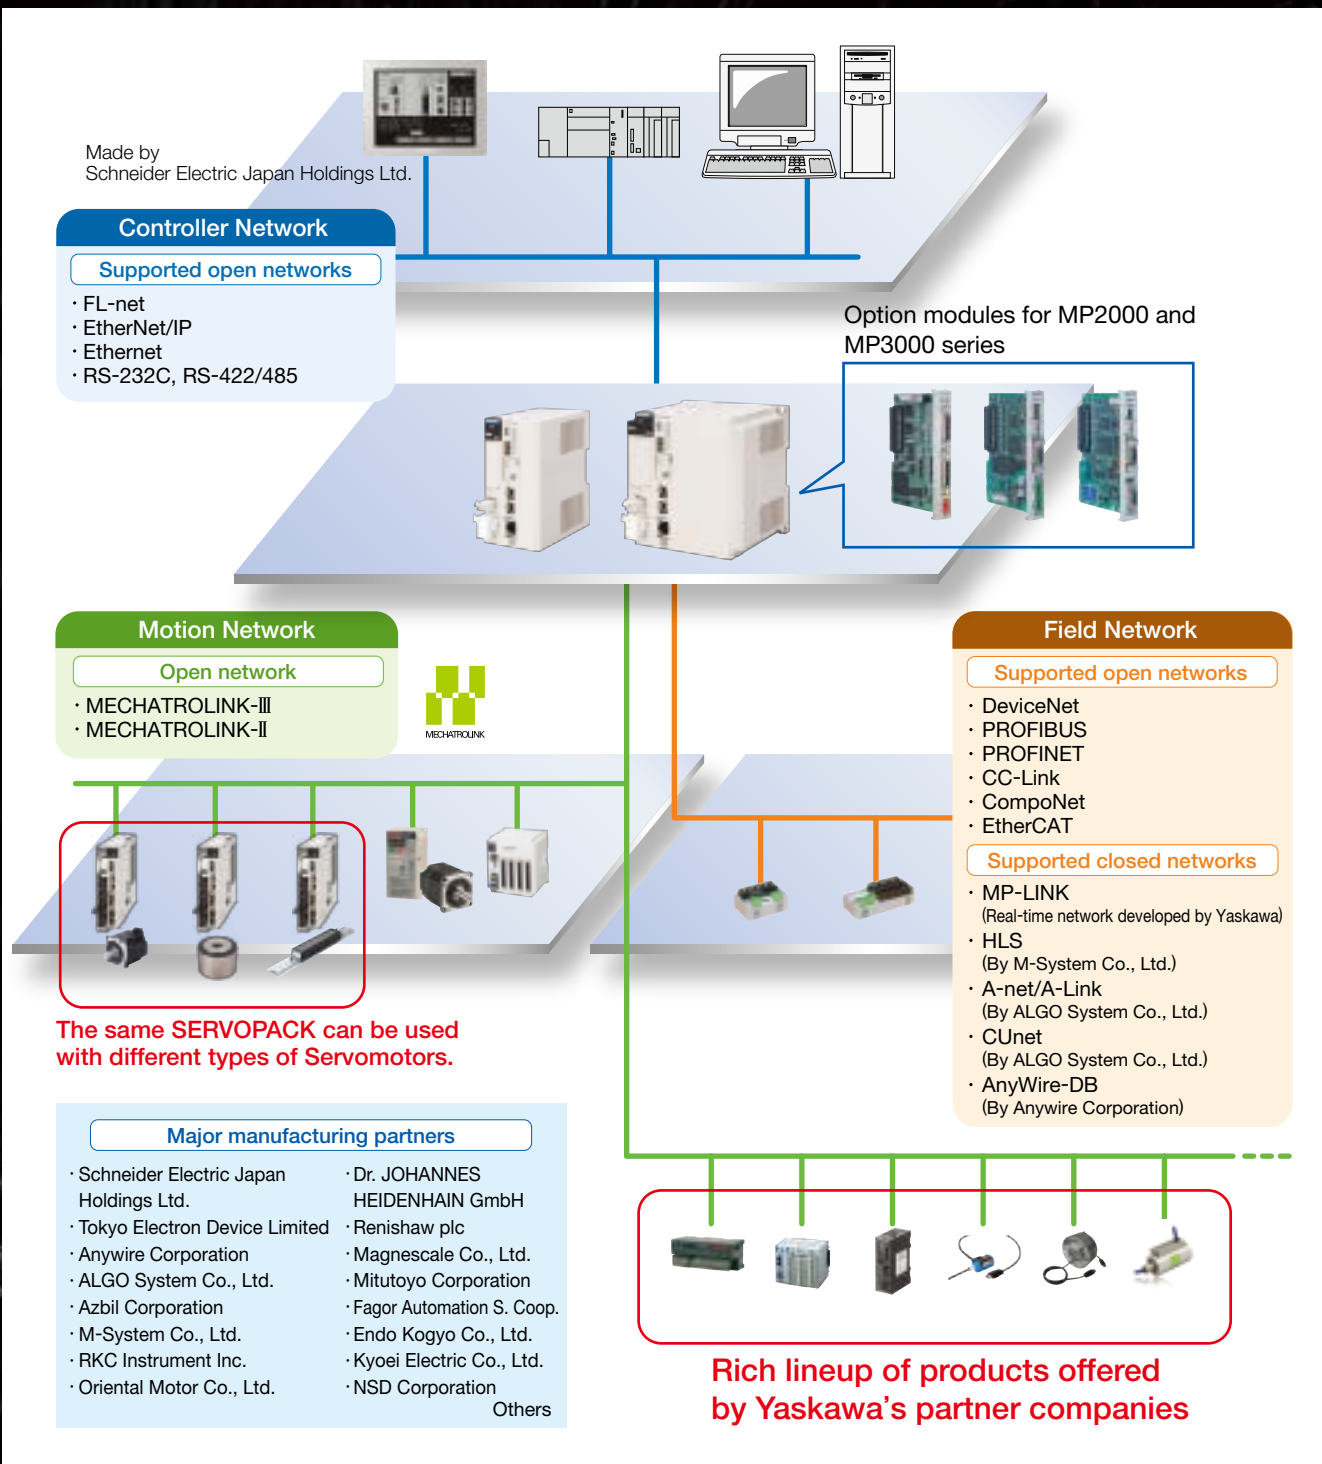 Made by
Schneider Electric Japan Holdings Ltd.
Controller Network
Supported open networks
· FL-net
· EtherNet/IP
· Ethernet
· RS-232C, RS-422/485
Option modules for MP2000 and
MP3000 series
Motion Network
Open network
· MECHATROLINK-Ⅲ
· MECHATROLINK-Ⅱ
MECHATROLINK
Field Network
Supported open networks
· DeviceNet
· PROFIBUS
· PROFINET
· CC-Link
· CompoNet
· EtherCAT
Supported closed networks
· MP-LINK
(Real-time network developed by Yaskawa)
· HLS
(By M-System Co., Ltd.)
· A-net/A-Link
(By ALGO System Co., Ltd.)
· CUnet
(By ALGO System Co., Ltd.)
· AnyWire-DB
(By Anywire Corporation)
The same SERVOPACK can be used
with different types of Servomotors.
Major manufacturing partners
· Schneider Electric Japan
Holdings Ltd.
· Tokyo Electron Device Limited
· Anywire Corporation
· ALGO System Co., Ltd.
· Azbil Corporation
· M-System Co., Ltd.
· RKC Instrument Inc.
· Oriental Motor Co., Ltd.
· Dr. JOHANNES
HEIDENHAIN GmbH
· Renishaw plc
· Magnescale Co., Ltd.
· Mitutoyo Corporation
· Fagor Automation S. Coop.
· Endo Kogyo Co., Ltd.
· Kyoei Electric Co., Ltd.
· NSD Corporation
Others
Rich lineup of products offered
by Yaskawa's partner companies